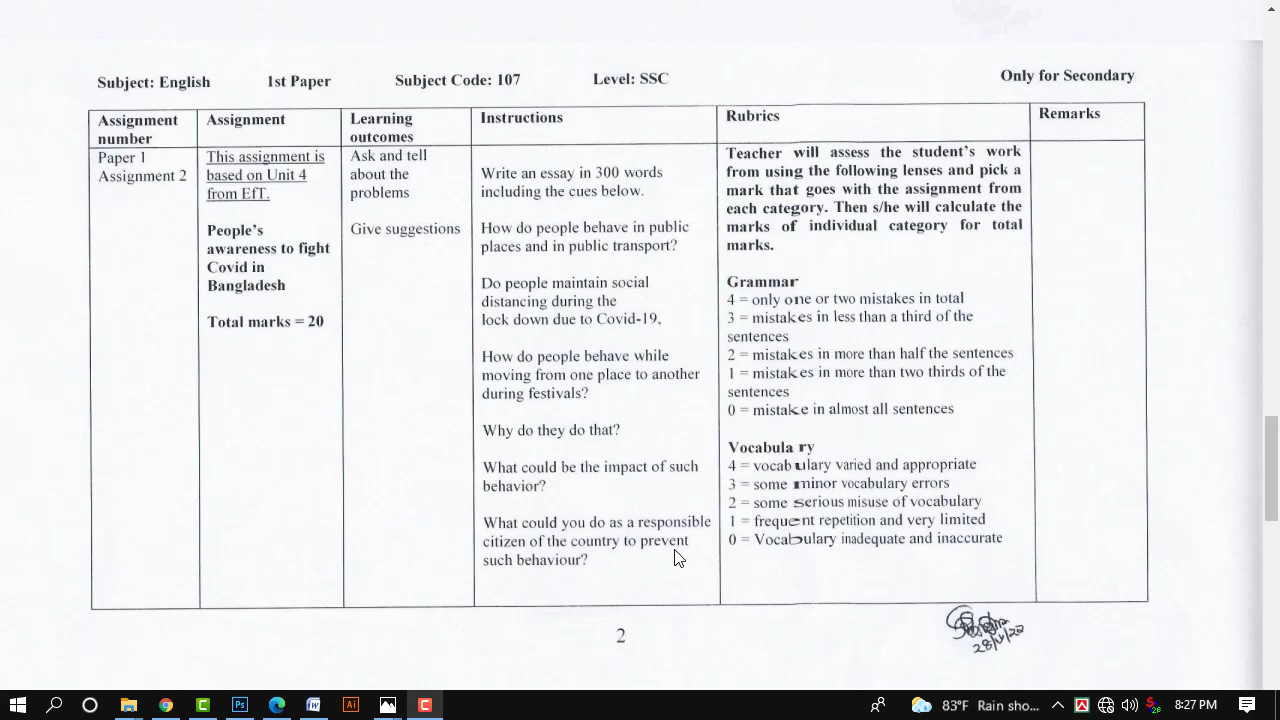 Subject: English 1st Paper Subject Code: 107 Level: SSC Only for Secondary
Assignment number
Assignment
Learning outcomes
Instructions
Rubrics
Remarks
Paper 1
Assignment 2
This assignment is
based on Unit 4
from EfT.
People's
awareness to fight
Covid in
Bangladesh
Total marks = 20
Ask and tell
about the
problems
Give suggestions
Write an essay in 300 words
including the cues below.
How do people behave in public
places and in public transport?
Do people maintain social
distancing during the
lock down due to Covid-19,
How do people behave while
moving from one place to another
during festivals?
Why do they do that?
What could be the impact of such
behavior?
What could you do as a responsible
citizen of the country to prevent
such behaviour?
Teacher will assess the student's work
from using the following lenses and pick a
mark that goes with the assignment from
each category. Then s/he will calculate the
marks of individual category for total
marks.
Grammar
4 = only one or two mistakes in total
3 = mistakes in less than a third of the
sentences
2 = mistakes in more than half the sentences
1 = mistakes in more than two thirds of the
sentences
0 = mistake in almost all sentences
Vocabulary
4 = vocabulary varied and appropriate
3 = some minor vocabulary errors
2 = some serious misuse of vocabulary
1 = frequent repetition and very limited
0 = Vocabulary inadequate and inaccurate
2
83°F Rain sho... 8:27 PM